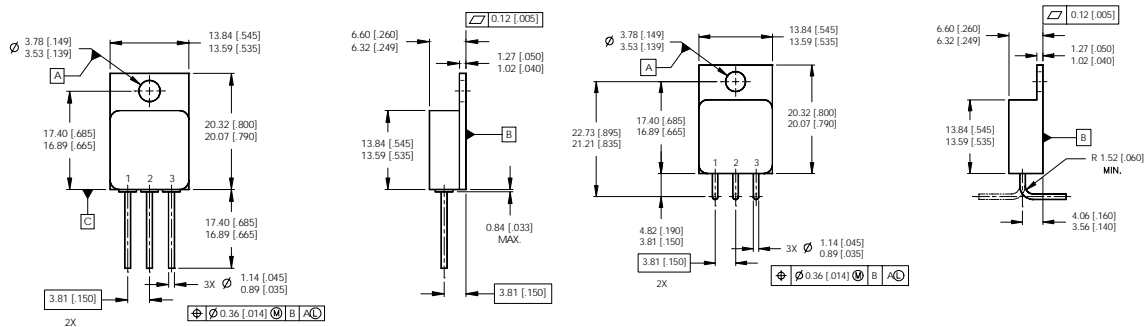 ⌀ 3.78 [.149]
3.53 [.139]
A
13.84 [.545]
13.59 [.535]
17.40 [.685]
16.89 [.665]
20.32 [.800]
20.07 [.790]
1 2 3
C
17.40 [.685]
16.89 [.665]
3X ⌀ 1.14 [.045]
0.89 [.035]
3.81 [.150]
2X
⌖ ⌀ 0.36 [.014] Ⓜ B AⓁ
6.60 [.260]
6.32 [.249]
⏥ 0.12 [.005]
1.27 [.050]
1.02 [.040]
13.84 [.545]
13.59 [.535]
B
0.84 [.033]
MAX.
3.81 [.150]
⌀ 3.78 [.149]
3.53 [.139]
A
13.84 [.545]
13.59 [.535]
22.73 [.895]
21.21 [.835]
17.40 [.685]
16.89 [.665]
20.32 [.800]
20.07 [.790]
1 2 3
4.82 [.190]
3.81 [.150]
3.81 [.150]
2X
3X ⌀ 1.14 [.045]
0.89 [.035]
⌖ ⌀ 0.36 [.014] Ⓜ B AⓁ
6.60 [.260]
6.32 [.249]
⏥ 0.12 [.005]
1.27 [.050]
1.02 [.040]
13.84 [.545]
13.59 [.535]
B
R 1.52 [.060]
MIN.
4.06 [.160]
3.56 [.140]